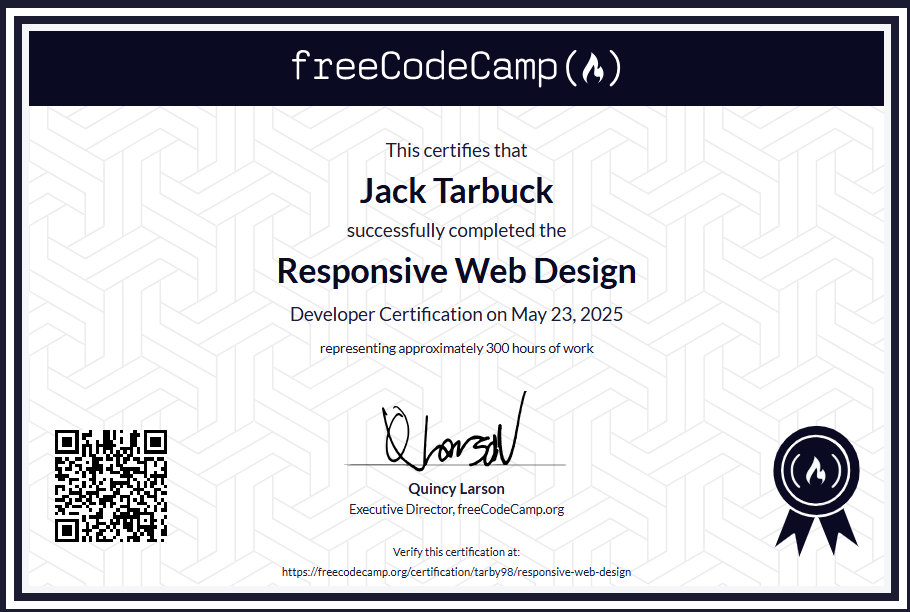 freeCodeCamp
This certifies that
Jack Tarbuck
successfully completed the
Responsive Web Design
Developer Certification on May 23, 2025
representing approximately 300 hours of work
Quincy Larson
Executive Director, freeCodeCamp.org
Verify this certification at:
https://freecodecamp.org/certification/tarby98/responsive-web-design